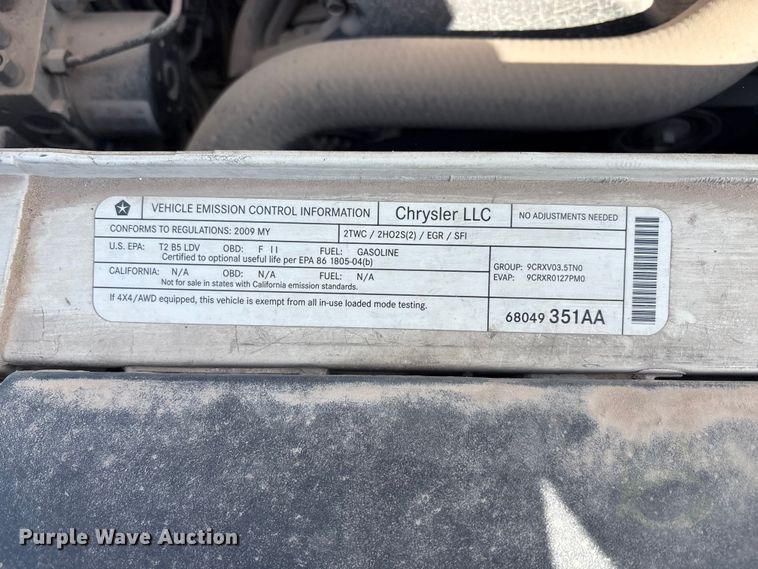 VEHICLE EMISSION CONTROL INFORMATION Chrysler LLC NO ADJUSTMENTS NEEDED
CONFORMS TO REGULATIONS: 2009 MY 2TWC / 2HO2S(2) / EGR / SFI
U.S. EPA: T2 B5 LDV OBD: F II FUEL: GASOLINE
Certified to optional useful life per EPA 86 1805-04(b)
CALIFORNIA: N/A OBD: N/A FUEL: N/A
Not for sale in states with California emission standards.
GROUP: 9CRXV03.5TN0
EVAP: 9CRXR0127PM0
If 4X4/AWD equipped, this vehicle is exempt from all in-use loaded mode testing.
68049 351AA
Purple Wave Auction®